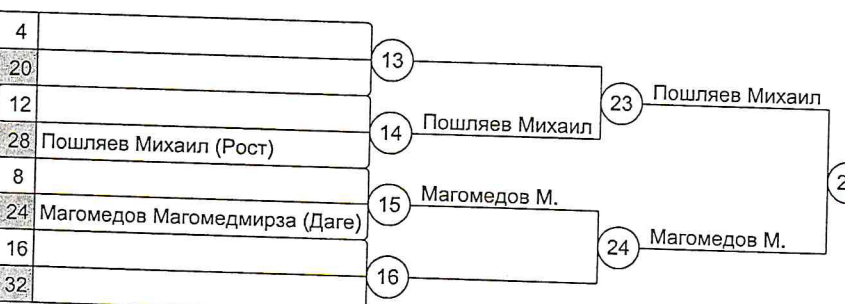 4
20
13
23 Пошляев Михаил
12
14 Пошляев Михаил
28 Пошляев Михаил (Рост)
8
15 Магомедов М.
24 Магомедов Магомедмирза (Даге)
24 Магомедов М.
16
16
32